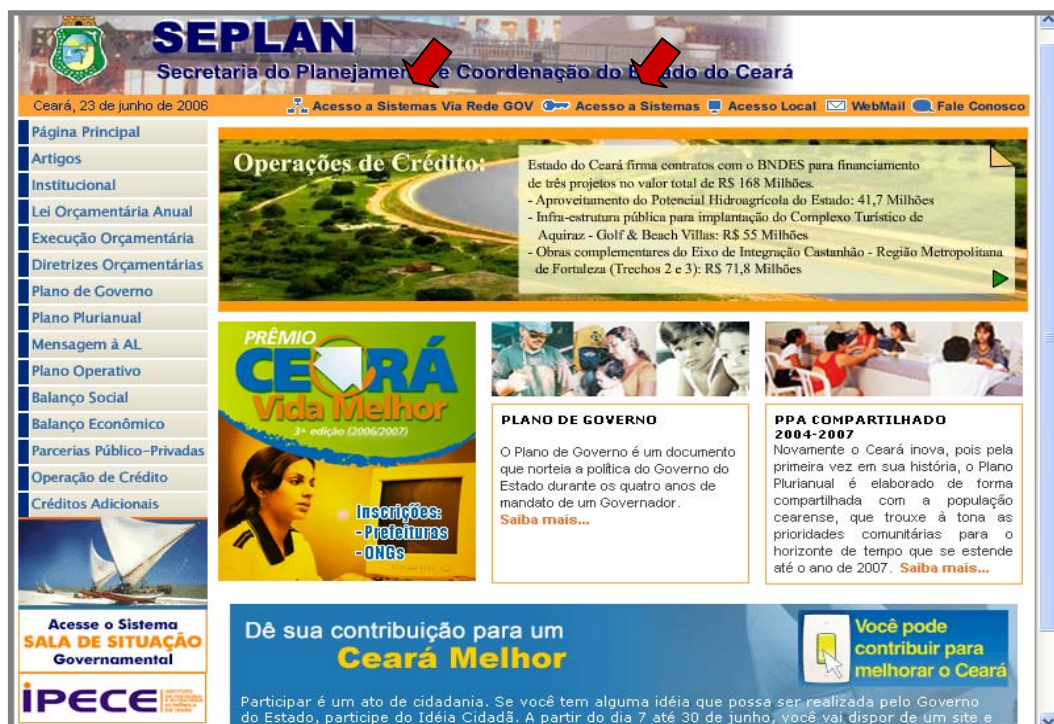 SEPLAN
Secretaria do Planejamento e Coordenação do Estado do Ceará
Ceará, 23 de junho de 2006
Acesso a Sistemas Via Rede GOV Acesso a Sistemas Acesso Local WebMail Fale Conosco
Página Principal
Artigos
Institucional
Lei Orçamentária Anual
Execução Orçamentária
Diretrizes Orçamentárias
Plano de Governo
Plano Plurianual
Mensagem à AL
Plano Operativo
Balanço Social
Balanço Econômico
Parcerias Público-Privadas
Operação de Crédito
Créditos Adicionais
Acesse o Sistema
SALA DE SITUAÇÃO
Governamental
IPECE
Operações de Crédito:
Estado do Ceará firma contratos com o BNDES para financiamento
de três projetos no valor total de R$ 168 Milhões.
- Aproveitamento do Potencial Hidroagrícola do Estado: 41,7 Milhões
- Infra-estrutura pública para implantação do Complexo Turístico de
Aquiraz - Golf & Beach Villas: R$ 55 Milhões
- Obras complementares do Eixo de Integração Castanhão - Região Metropolitana
de Fortaleza (Trechos 2 e 3): R$ 71,8 Milhões
PRÊMIO
CEARÁ
Vida Melhor
3ª edição (2006/2007)
Inscrições:
-Prefeituras
-ONGs
PLANO DE GOVERNO
O Plano de Governo é um documento
que norteia a política do Governo do
Estado durante os quatro anos de
mandato de um Governador.
Saiba mais...
PPA COMPARTILHADO
2004-2007
Novamente o Ceará inova, pois pela
primeira vez em sua história, o Plano
Plurianual é elaborado de forma
compartilhada com a população
cearense, que trouxe à tona as
prioridades comunitárias para o
horizonte de tempo que se estende
até o ano de 2007. Saiba mais...
Dê sua contribuição para um
Ceará Melhor
Você pode
contribuir para
melhorar o Ceará
Participar é um ato de cidadania. Se você tem alguma idéia que possa ser realizada pelo Governo
do Estado, participe do Idéia Cidadã. A partir do dia 7 até 30 de junho, você vai dispor de um site e